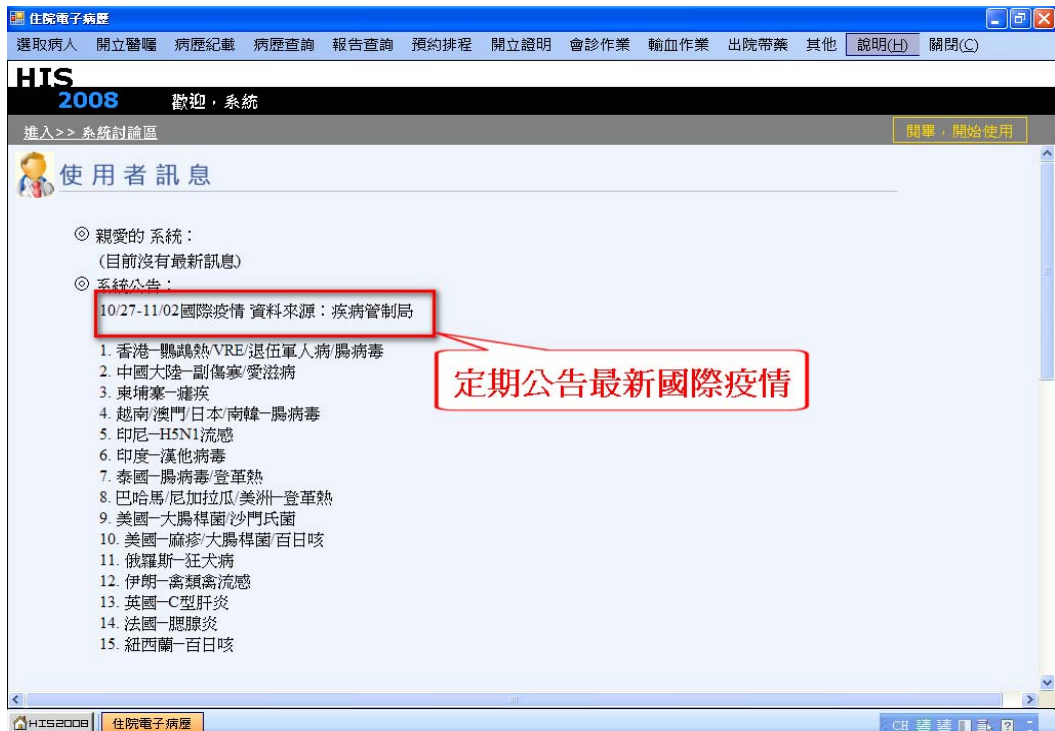 住院電子病歷
選取病人 開立醫囑 病歷紀載 病歷查詢 報告查詢 預約排程 開立證明 會診作業 輸血作業 出院帶藥 其他 說明(H) 關閉(C)
HIS
2008 歡迎，系統
進入>> 系統討論區 閱畢，開始使用
使用者訊息
◎ 親愛的 系統：
(目前沒有最新訊息)
◎ 系統公告：
10/27-11/02國際疫情 資料來源：疾病管制局
1. 香港─鸚鵡熱/VRE/退伍軍人病/腸病毒
定期公告最新國際疫情
2. 中國大陸─副傷寒/愛滋病
3. 柬埔寨─瘧疾
4. 越南/澳門/日本/南韓─腸病毒
5. 印尼─H5N1流感
6. 印度─漢他病毒
7. 泰國─腸病毒/登革熱
8. 巴哈馬/尼加拉瓜/美洲─登革熱
9. 美國─大腸桿菌/沙門氏菌
10. 美國─麻疹/大腸桿菌/百日咳
11. 俄羅斯─狂犬病
12. 伊朗─禽類禽流感
13. 英國─C型肝炎
14. 法國─腮腺炎
15. 紐西蘭─百日咳
HIS2008 住院電子病歷 CH